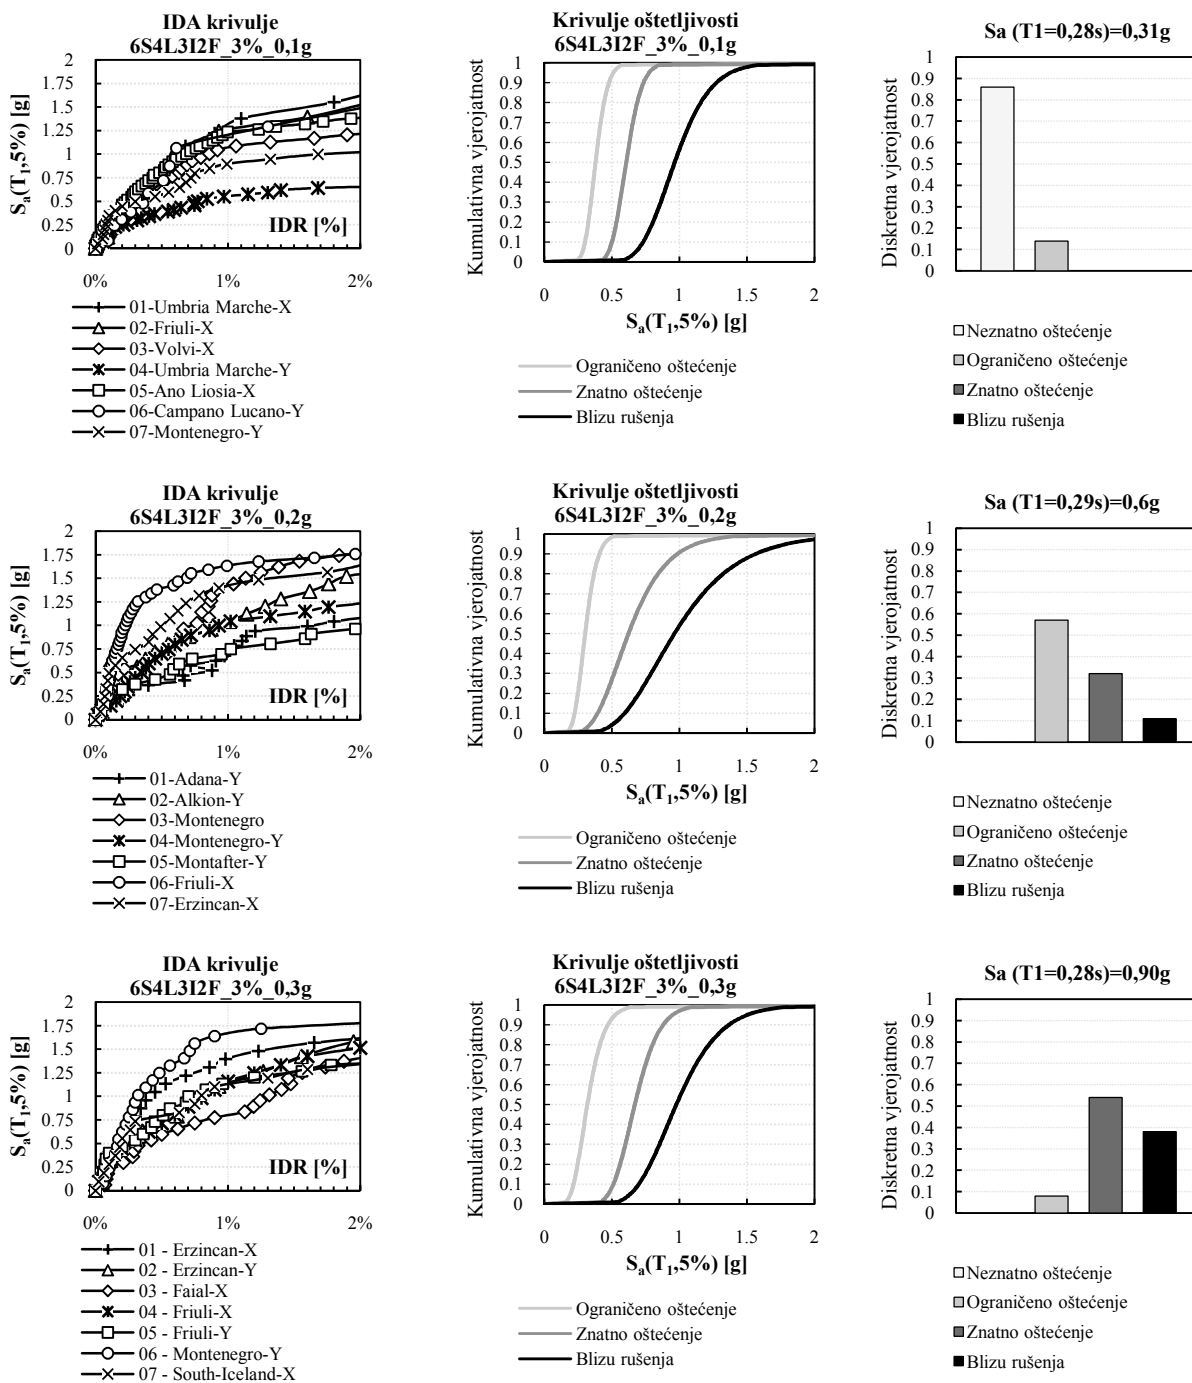 IDA krivulje
6S4L3I2F_3%_0,1g
2
1.75
1.5
1.25
1
0.75
0.5
0.25
0
Sa(T1,5%) [g]
IDR [%]
0%
1%
2%
01-Umbria Marche-X
02-Friuli-X
03-Volvi-X
04-Umbria Marche-Y
05-Ano Liosia-X
06-Campano Lucano-Y
07-Montenegro-Y
Krivulje oštetljivosti
6S4L3I2F_3%_0,1g
Kumulativna vjerojatnost
1
0.9
0.8
0.7
0.6
0.5
0.4
0.3
0.2
0.1
0
0
0.5
1
1.5
2
Sa(T1,5%) [g]
Ograničeno oštećenje
Znatno oštećenje
Blizu rušenja
Sa (T1=0,28s)=0,31g
Diskretna vjerojatnost
1
0.9
0.8
0.7
0.6
0.5
0.4
0.3
0.2
0.1
0
Neznatno oštećenje
Ograničeno oštećenje
Znatno oštećenje
Blizu rušenja
IDA krivulje
6S4L3I2F_3%_0,2g
2
1.75
1.5
1.25
1
0.75
0.5
0.25
0
Sa(T1,5%) [g]
IDR [%]
0%
1%
2%
01-Adana-Y
02-Alkion-Y
03-Montenegro
04-Montenegro-Y
05-Montafter-Y
06-Friuli-X
07-Erzincan-X
Krivulje oštetljivosti
6S4L3I2F_3%_0,2g
Kumulativna vjerojatnost
1
0.9
0.8
0.7
0.6
0.5
0.4
0.3
0.2
0.1
0
0
0.5
1
1.5
2
Sa(T1,5%) [g]
Ograničeno oštećenje
Znatno oštećenje
Blizu rušenja
Sa (T1=0,29s)=0,6g
Diskretna vjerojatnost
1
0.9
0.8
0.7
0.6
0.5
0.4
0.3
0.2
0.1
0
Neznatno oštećenje
Ograničeno oštećenje
Znatno oštećenje
Blizu rušenja
IDA krivulje
6S4L3I2F_3%_0,3g
2
1.75
1.5
1.25
1
0.75
0.5
0.25
0
Sa(T1,5%) [g]
IDR [%]
0%
1%
2%
01 - Erzincan-X
02 - Erzincan-Y
03 - Faial-X
04 - Friuli-X
05 - Friuli-Y
06 - Montenegro-Y
07 - South-Iceland-X
Krivulje oštetljivosti
6S4L3I2F_3%_0,3g
Kumulativna vjerojatnost
1
0.9
0.8
0.7
0.6
0.5
0.4
0.3
0.2
0.1
0
0
0.5
1
1.5
2
Sa(T1,5%) [g]
Ograničeno oštećenje
Znatno oštećenje
Blizu rušenja
Sa (T1=0,28s)=0,90g
Diskretna vjerojatnost
1
0.9
0.8
0.7
0.6
0.5
0.4
0.3
0.2
0.1
0
Neznatno oštećenje
Ograničeno oštećenje
Znatno oštećenje
Blizu rušenja